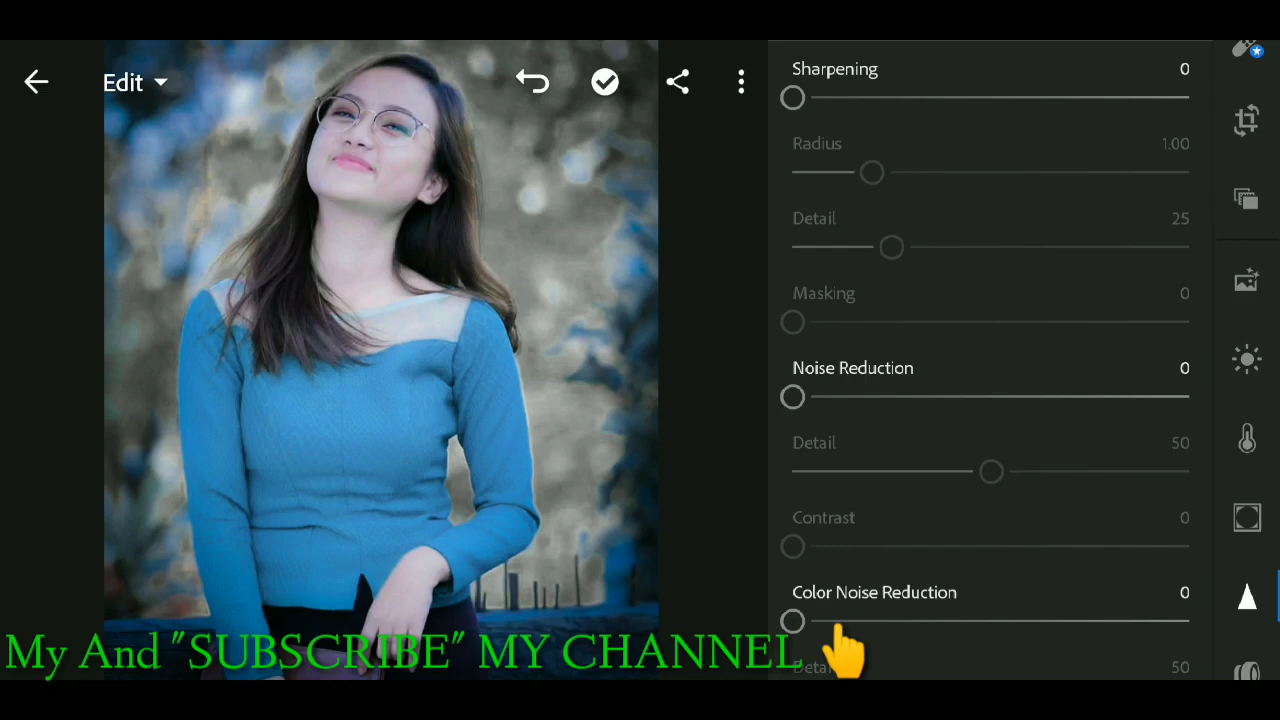 Edit
Sharpening 0
Radius 1.00
Detail 25
Masking 0
Noise Reduction 0
Detail 50
Contrast 0
Color Noise Reduction 0
Detail 50
My And "SUBSCRIBE" MY CHANNEL